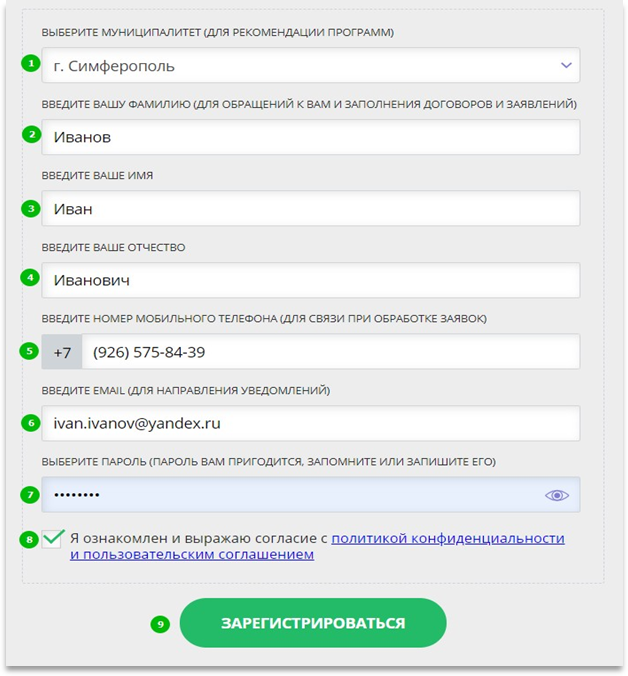 ВЫБЕРИТЕ МУНИЦИПАЛИТЕТ (ДЛЯ РЕКОМЕНДАЦИИ ПРОГРАММ)
1 г. Симферополь
ВВЕДИТЕ ВАШУ ФАМИЛИЮ (ДЛЯ ОБРАЩЕНИЙ К ВАМ И ЗАПОЛНЕНИЯ ДОГОВОРОВ И ЗАЯВЛЕНИЙ)
2 Иванов
ВВЕДИТЕ ВАШЕ ИМЯ
3 Иван
ВВЕДИТЕ ВАШЕ ОТЧЕСТВО
4 Иванович
ВВЕДИТЕ НОМЕР МОБИЛЬНОГО ТЕЛЕФОНА (ДЛЯ СВЯЗИ ПРИ ОБРАБОТКЕ ЗАЯВОК)
5 +7 (926) 575-84-39
ВВЕДИТЕ EMAIL (ДЛЯ НАПРАВЛЕНИЯ УВЕДОМЛЕНИЙ)
6 ivan.ivanov@yandex.ru
ВЫБЕРИТЕ ПАРОЛЬ (ПАРОЛЬ ВАМ ПРИГОДИТСЯ, ЗАПОМНИТЕ ИЛИ ЗАПИШИТЕ ЕГО)
7 ••••••••
8 Я ознакомлен и выражаю согласие с политикой конфиденциальности
и пользовательским соглашением
9 ЗАРЕГИСТРИРОВАТЬСЯ